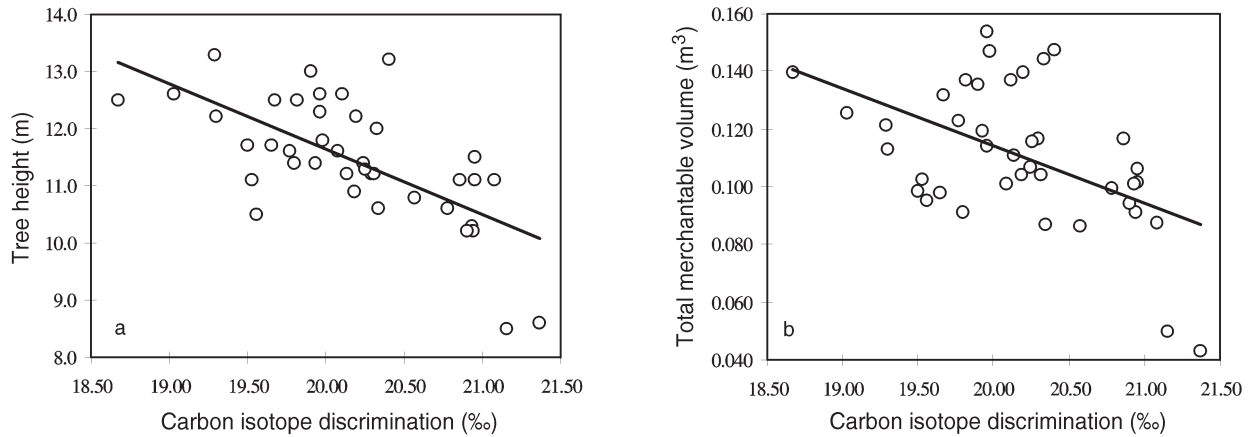 14.0
13.0
12.0
11.0
10.0
9.0
8.0
Tree height (m)
a
18.50 19.00 19.50 20.00 20.50 21.00 21.50
Carbon isotope discrimination (‰)
0.160
0.140
0.120
0.100
0.080
0.060
0.040
Total merchantable volume (m³)
b
18.50 19.00 19.50 20.00 20.50 21.00 21.50
Carbon isotope discrimination (‰)